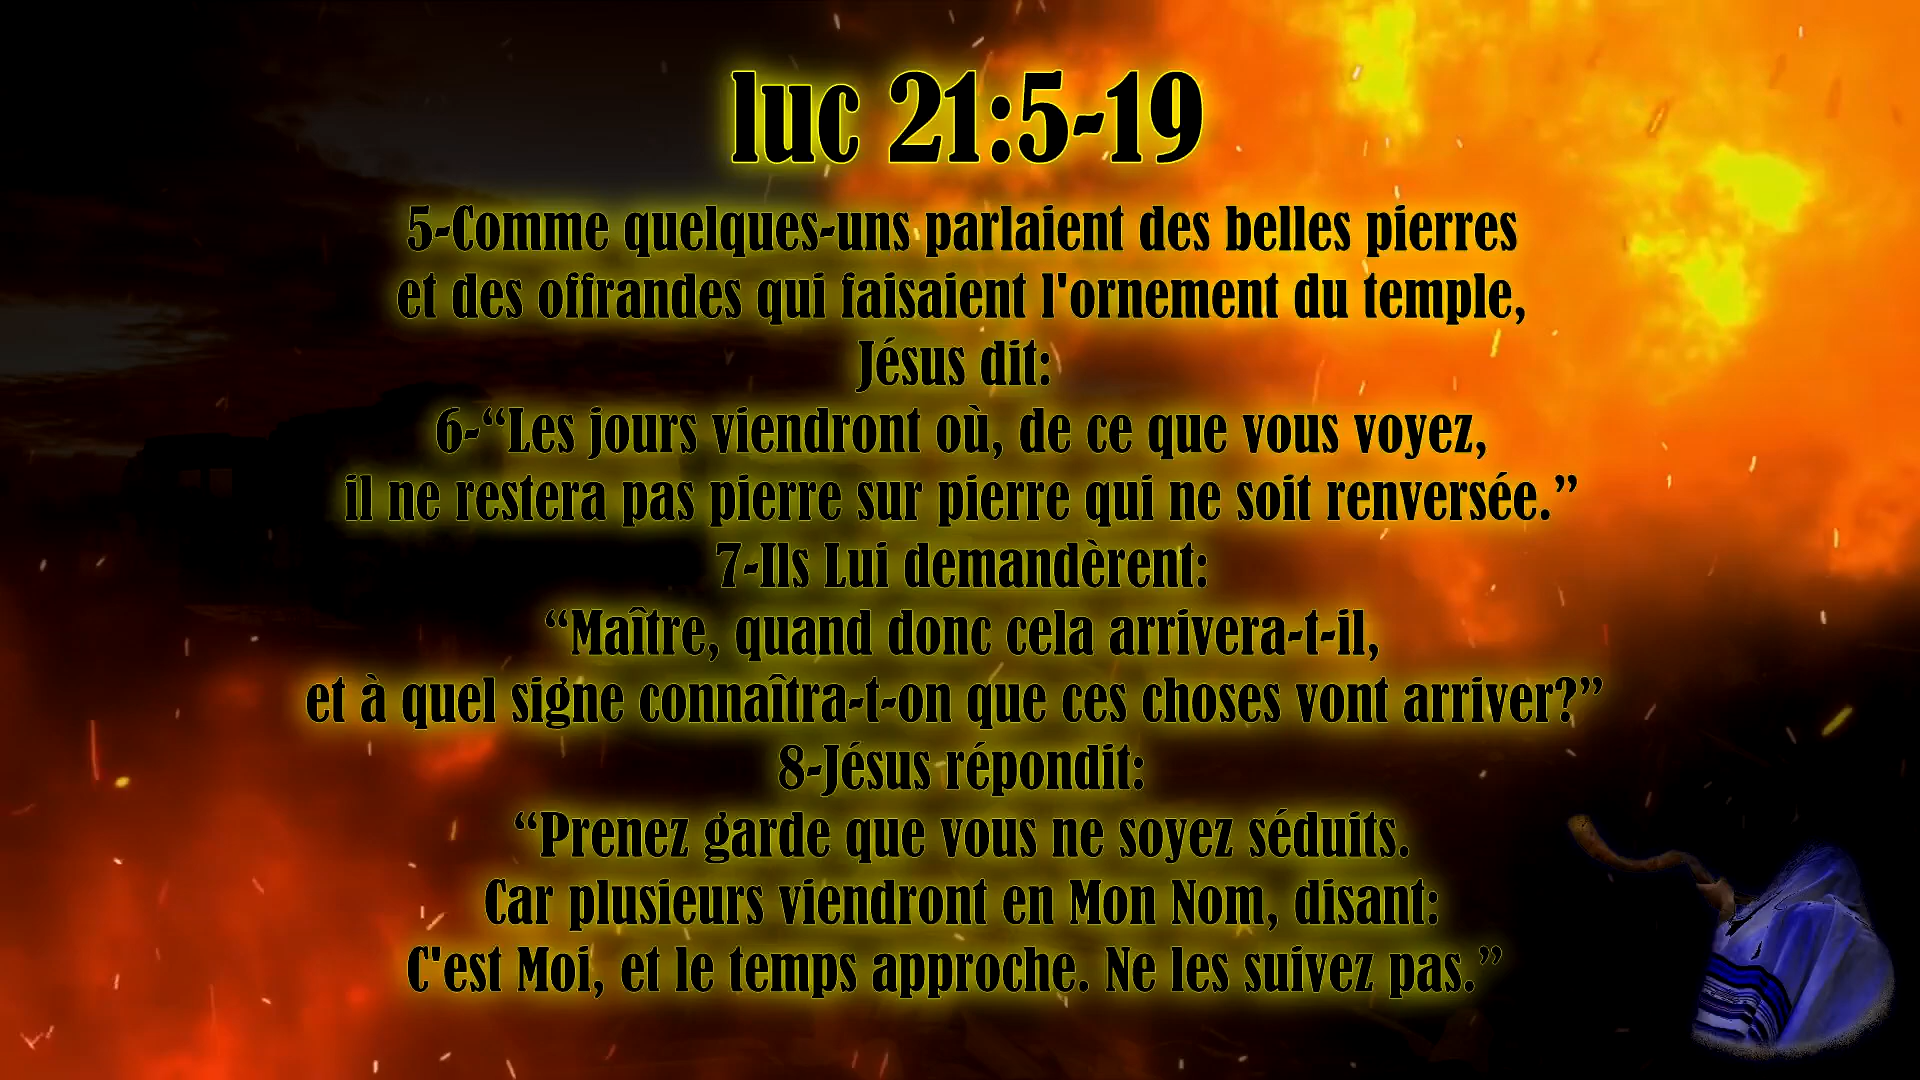 luc 21:5-19
5-Comme quelques-uns parlaient des belles pierres
et des offrandes qui faisaient l'ornement du temple,
Jésus dit:
6-“Les jours viendront où, de ce que vous voyez,
il ne restera pas pierre sur pierre qui ne soit renversée.”
7-Ils Lui demandèrent:
“Maître, quand donc cela arrivera-t-il,
et à quel signe connaîtra-t-on que ces choses vont arriver?”
8-Jésus répondit:
“Prenez garde que vous ne soyez séduits.
Car plusieurs viendront en Mon Nom, disant:
C'est Moi, et le temps approche. Ne les suivez pas.”